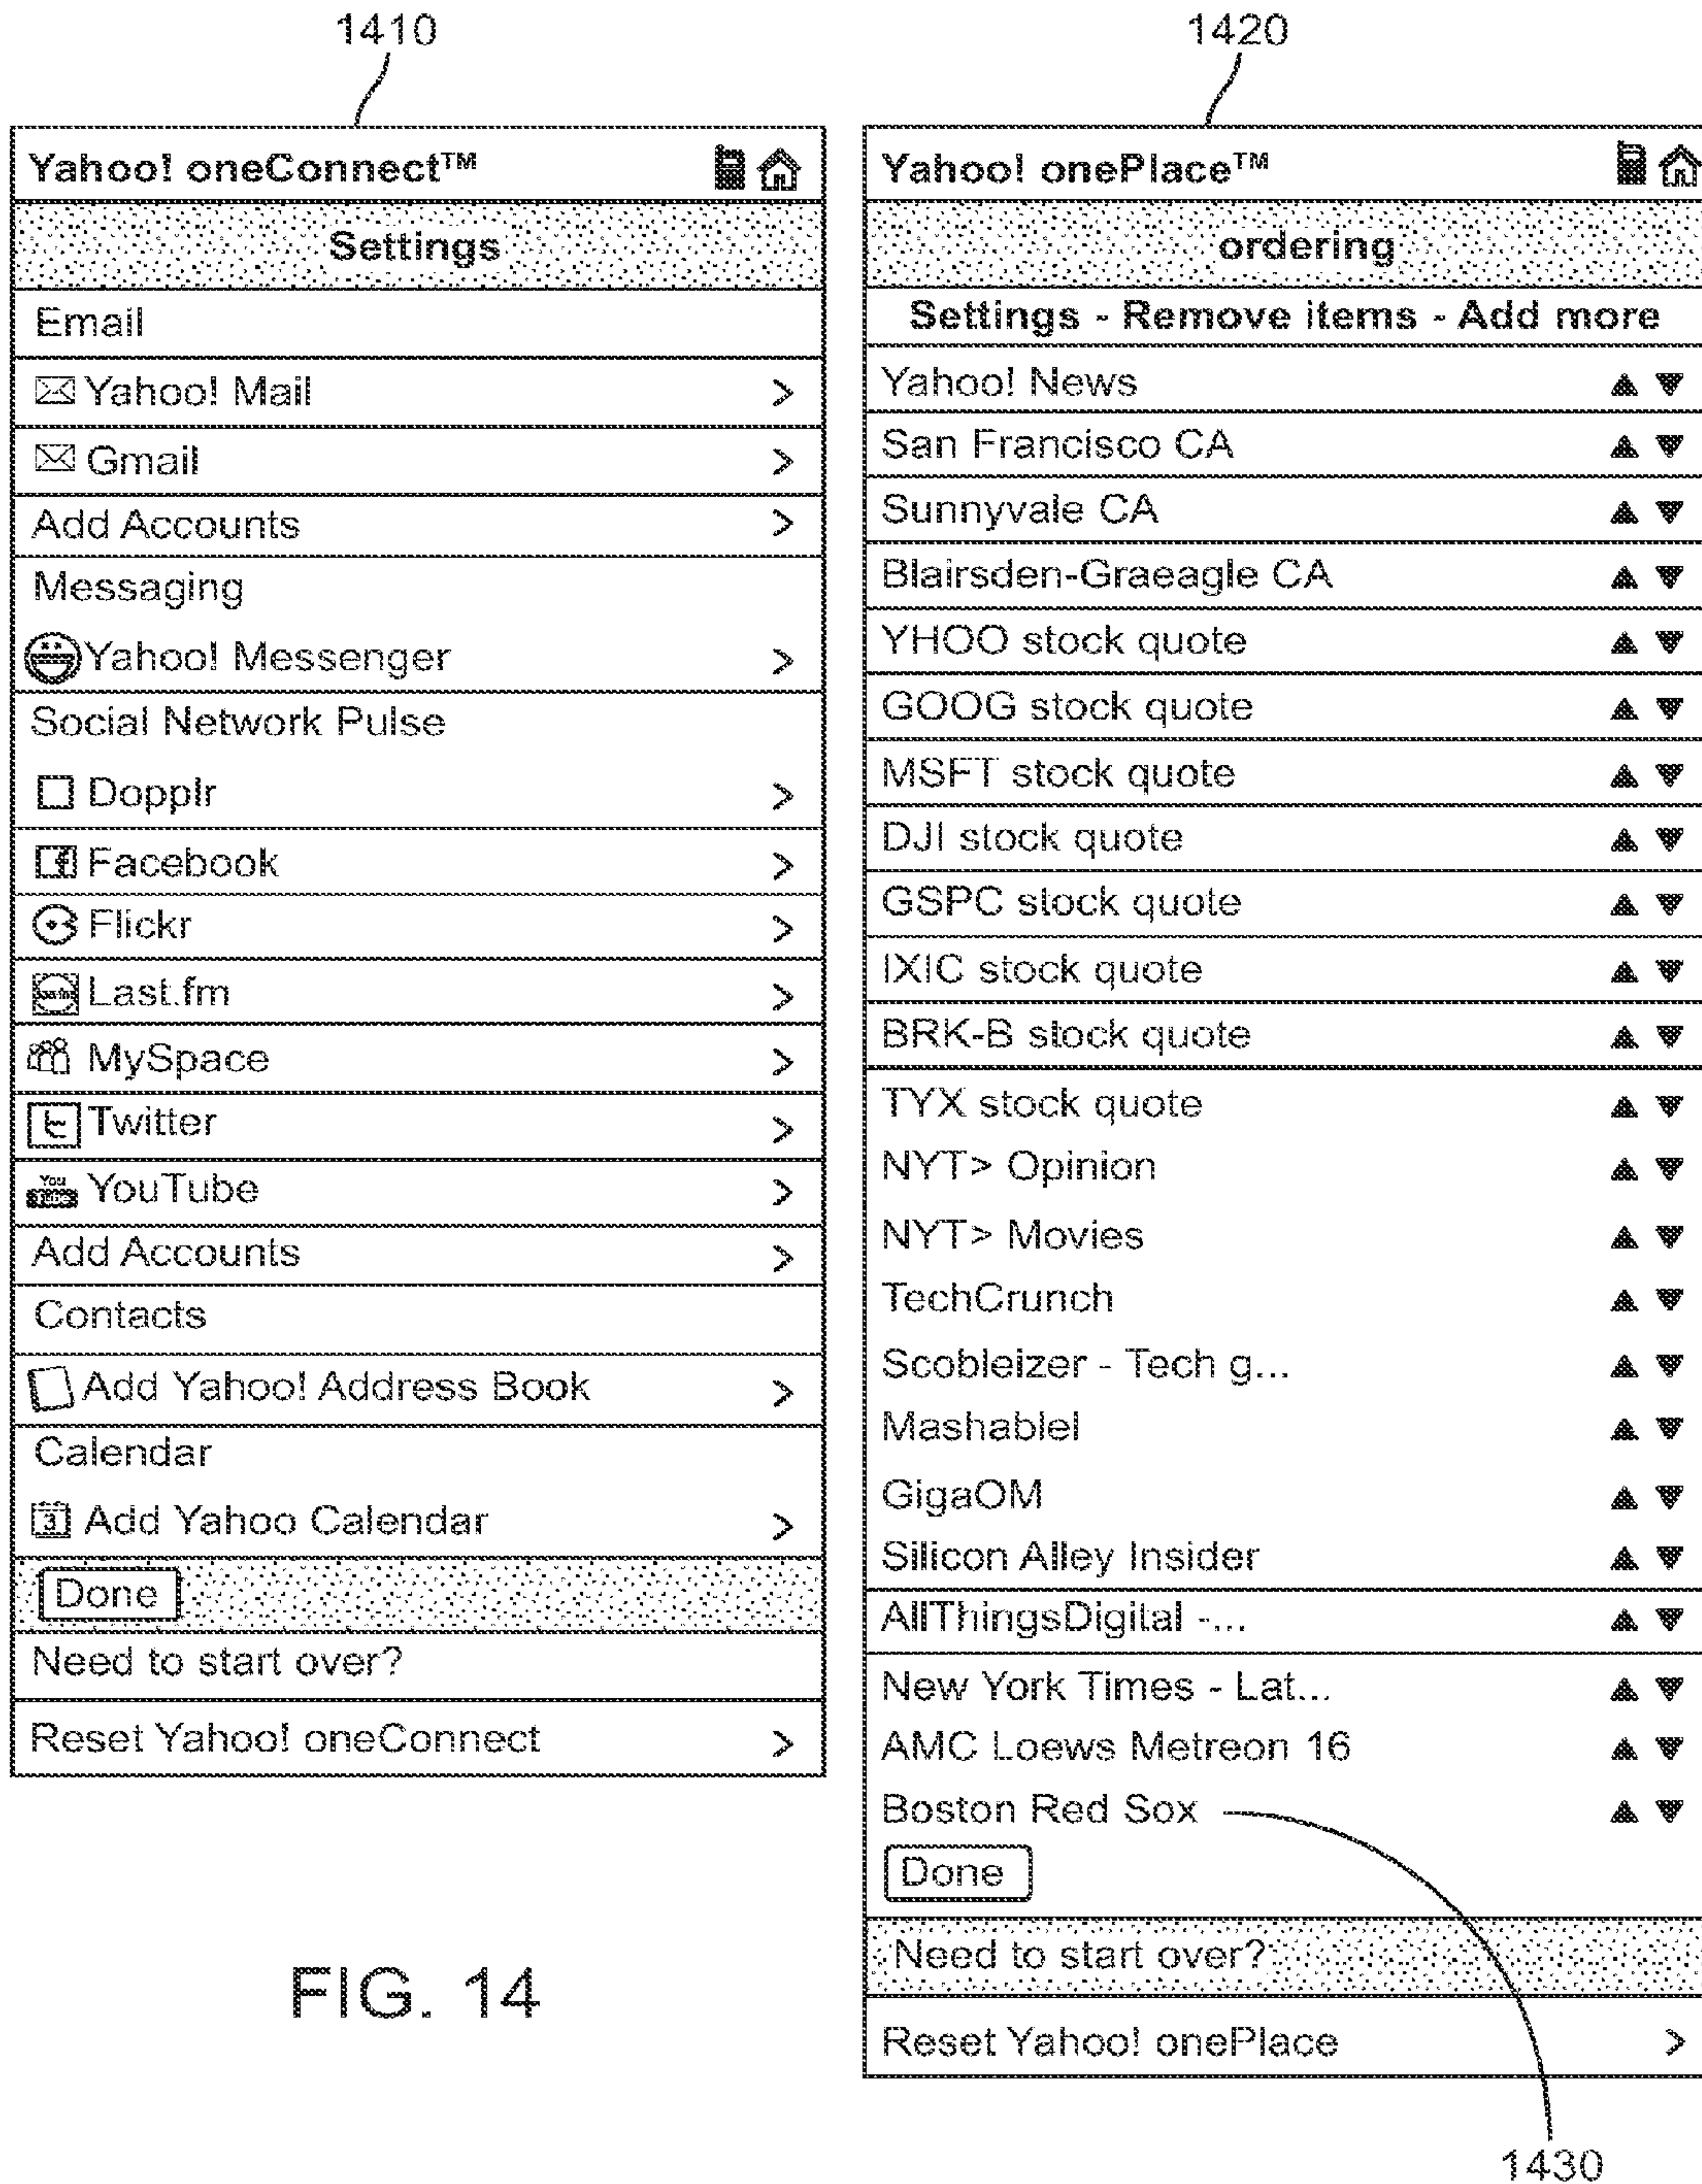 1410
Yahoo! oneConnect™
Settings
Email
Yahoo! Mail >
Gmail >
Add Accounts >
Messaging
Yahoo! Messenger >
Social Network Pulse
Dopplr >
Facebook >
Flickr >
Last.fm >
MySpace >
Twitter >
You Tube YouTube >
Add Accounts >
Contacts
Add Yahoo! Address Book >
Calendar
3 Add Yahoo Calendar >
Done
Need to start over?
Reset Yahoo! oneConnect >
FIG. 14
1420
Yahoo! onePlace™
ordering
Settings - Remove items - Add more
Yahoo! News
San Francisco CA
Sunnyvale CA
Blairsden-Graeagle CA
YHOO stock quote
GOOG stock quote
MSFT stock quote
DJI stock quote
GSPC stock quote
IXIC stock quote
BRK-B stock quote
TYX stock quote
NYT> Opinion
NYT> Movies
TechCrunch
Scobleizer - Tech g...
Mashablel
GigaOM
Silicon Alley Insider
AllThingsDigital -...
New York Times - Lat...
AMC Loews Metreon 16
Boston Red Sox
Done
Need to start over?
Reset Yahoo! onePlace >
1430